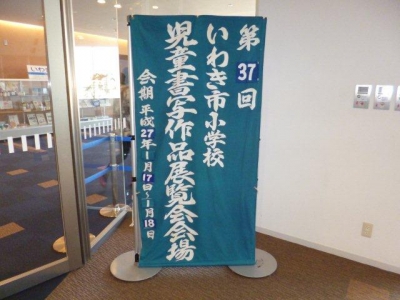 第37回
いわき市小学校
児童書写作品展覧会会場
会期 平成27年1月17日~1月18日